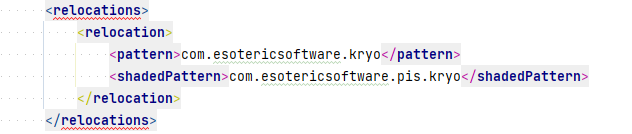 <relocations>
<relocation>
<pattern>com.esotericsoftware.kryo</pattern>
<shadedPattern>com.esotericsoftware.pis.kryo</shadedPattern>
</relocation>
</relocations>